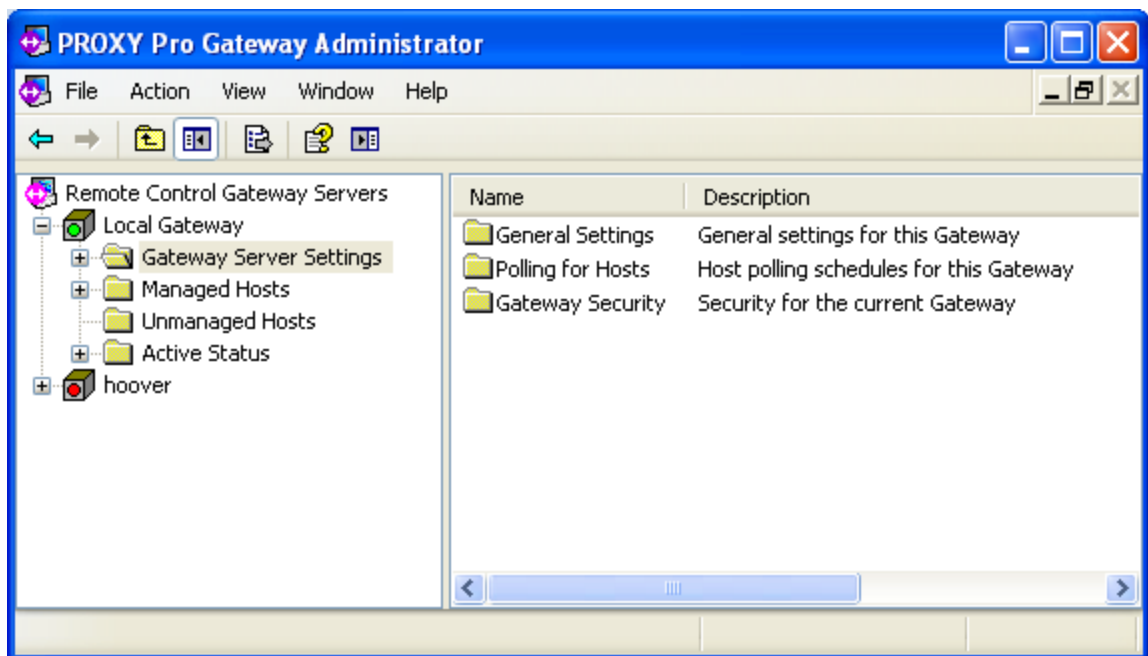 PROXY Pro Gateway Administrator
File Action View Window Help
Remote Control Gateway Servers
Local Gateway
Gateway Server Settings
Managed Hosts
Unmanaged Hosts
Active Status
hoover
Name Description
General Settings General settings for this Gateway
Polling for Hosts Host polling schedules for this Gateway
Gateway Security Security for the current Gateway